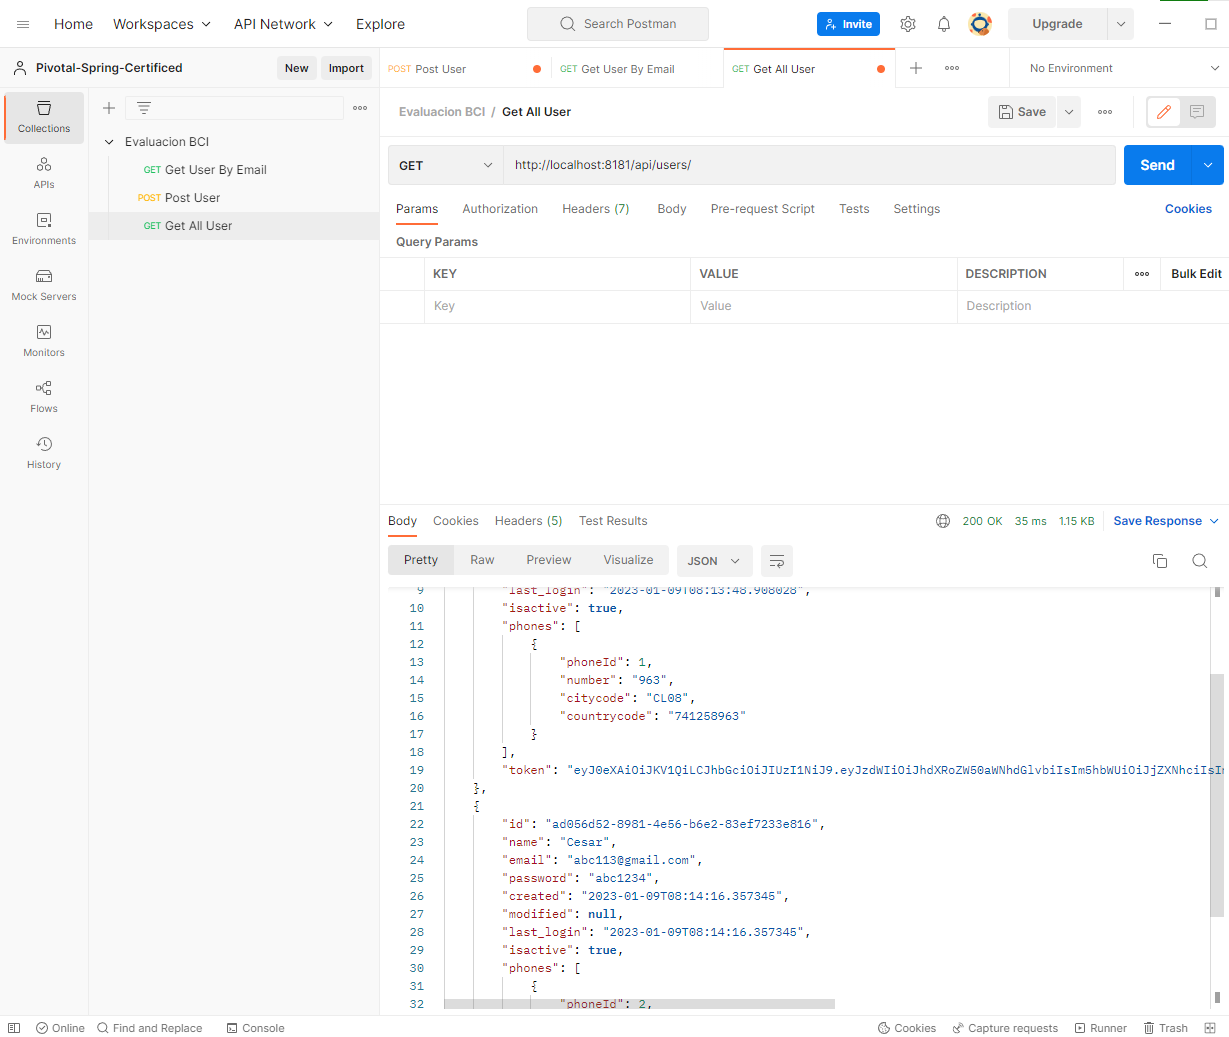 Home Workspaces API Network Explore Search Postman Invite Upgrade
Pivotal-Spring-Certificed New Import
POST Post User GET Get User By Email GET Get All User No Environment
Collections
APIs
Environments
Mock Servers
Monitors
Flows
History
Evaluacion BCI
GET Get User By Email
POST Post User
GET Get All User
Evaluacion BCI / Get All User Save
GET http://localhost:8181/api/users/ Send
Params Authorization Headers (7) Body Pre-request Script Tests Settings Cookies
Query Params
KEY VALUE DESCRIPTION Bulk Edit
Key Value Description
Body Cookies Headers (5) Test Results 200 OK 35 ms 1.15 KB Save Response
Pretty Raw Preview Visualize JSON
9 "last_login": "2023-01-09T08:13:48.908028",
10 "isactive": true,
11 "phones": [
12 {
13 "phoneId": 1,
14 "number": "963",
15 "citycode": "CL08",
16 "countrycode": "741258963"
17 }
18 ],
19 "token": "eyJ0eXAiOiJKV1QiLCJhbGciOiJIUzI1NiJ9.eyJzdWIiOiJhdXRoZW50aWNhdGlvbiIsIm5hbWUiOiJjZXNhciIsIm
20 },
21 {
22 "id": "ad056d52-8981-4e56-b6e2-83ef7233e816",
23 "name": "Cesar",
24 "email": "abc113@gmail.com",
25 "password": "abc1234",
26 "created": "2023-01-09T08:14:16.357345",
27 "modified": null,
28 "last_login": "2023-01-09T08:14:16.357345",
29 "isactive": true,
30 "phones": [
31 {
32 "phoneId": 2,
Online Find and Replace Console Cookies Capture requests Runner Trash